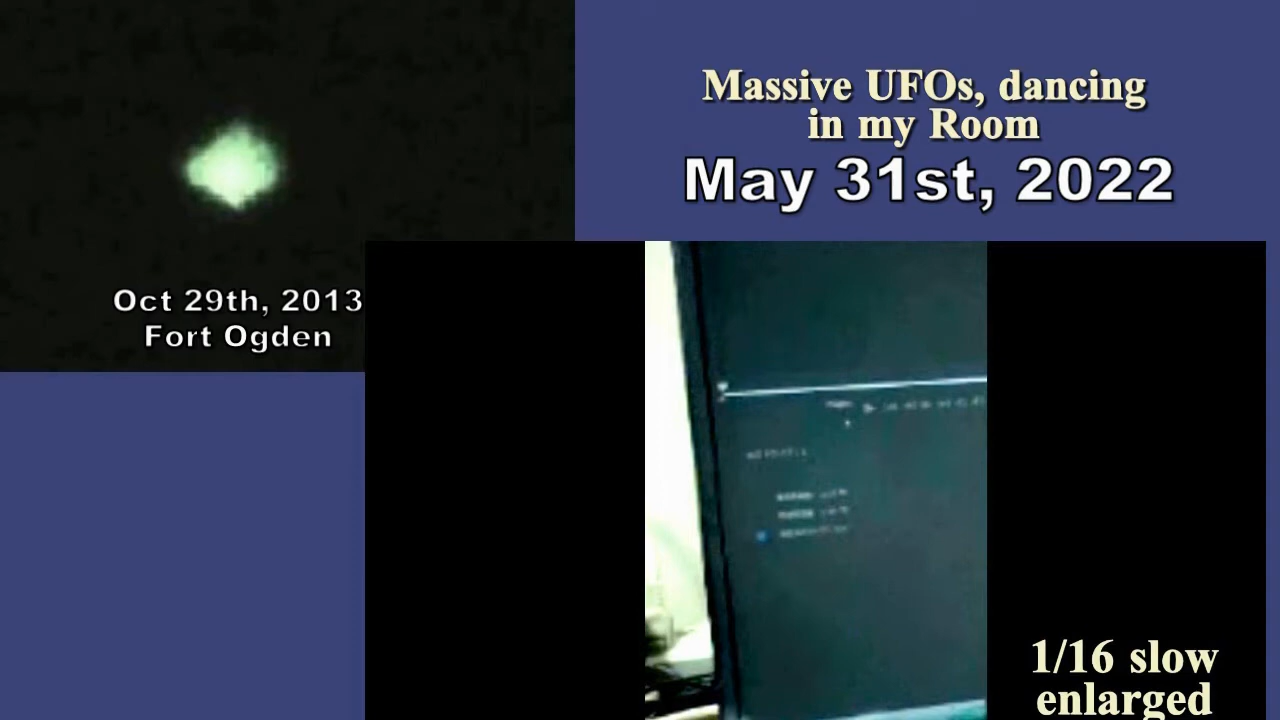 Massive UFOs, dancing
in my Room
May 31st, 2022
Oct 29th, 2013
Fort Ogden
1/16 slow
enlarged